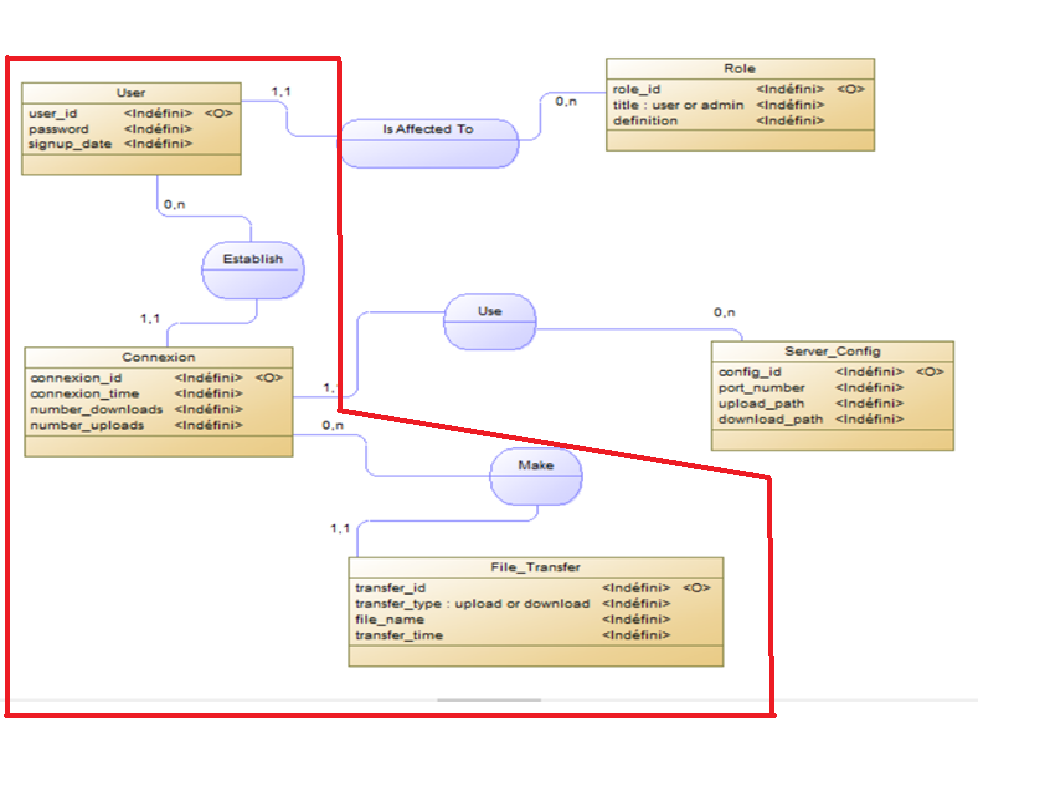 User
user_id <Indéfini> <O>
password <Indéfini>
signup_date <Indéfini>
1,1
Is Affected To
0,n
Role
role_id <Indéfini> <O>
title : user or admin <Indéfini>
definition <Indéfini>
0,n
Establish
1,1
Connexion
connexion_id <Indéfini> <O>
connexion_time <Indéfini>
number_downloads <Indéfini>
number_uploads <Indéfini>
1,
Use
0,n
Server_Config
config_id <Indéfini> <O>
port_number <Indéfini>
upload_path <Indéfini>
download_path <Indéfini>
0,n
Make
1,1
File_Transfer
transfer_id <Indéfini> <O>
transfer_type : upload or download <Indéfini>
file_name <Indéfini>
transfer_time <Indéfini>